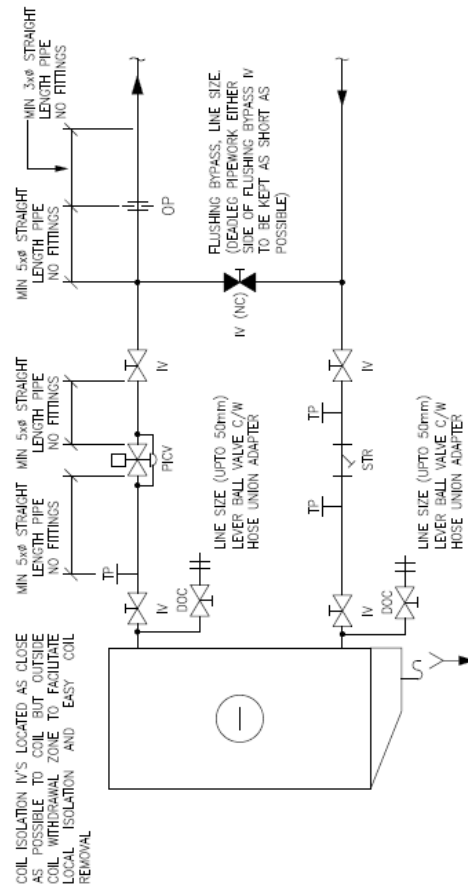 COIL ISOLATION IV'S LOCATED AS CLOSE
AS POSSIBLE TO COIL BUT OUTSIDE
COIL WITHDRAWAL ZONE TO FACILITATE
LOCAL ISOLATION AND EASY COIL
REMOVAL
MIN 5xø STRAIGHT
LENGTH PIPE
NO FITTINGS
MIN 5xø STRAIGHT
LENGTH PIPE
NO FITTINGS
MIN 5xø STRAIGHT
LENGTH PIPE
NO FITTINGS
MIN 3xø STRAIGHT
LENGTH PIPE
NO FITTINGS
TP
IV
PICV
IV
OP
DOC
LINE SIZE (UPTO 50mm)
LEVER BALL VALVE C/W
HOSE UNION ADAPTER
IV (NC)
FLUSHING BYPASS, LINE SIZE.
(DEADLEG PIPEWORK EITHER
SIDE OF FLUSHING BYPASS IV
TO BE KEPT AS SHORT AS
POSSIBLE)
TP
TP
IV
STR
IV
DOC
LINE SIZE (UPTO 50mm)
LEVER BALL VALVE C/W
HOSE UNION ADAPTER